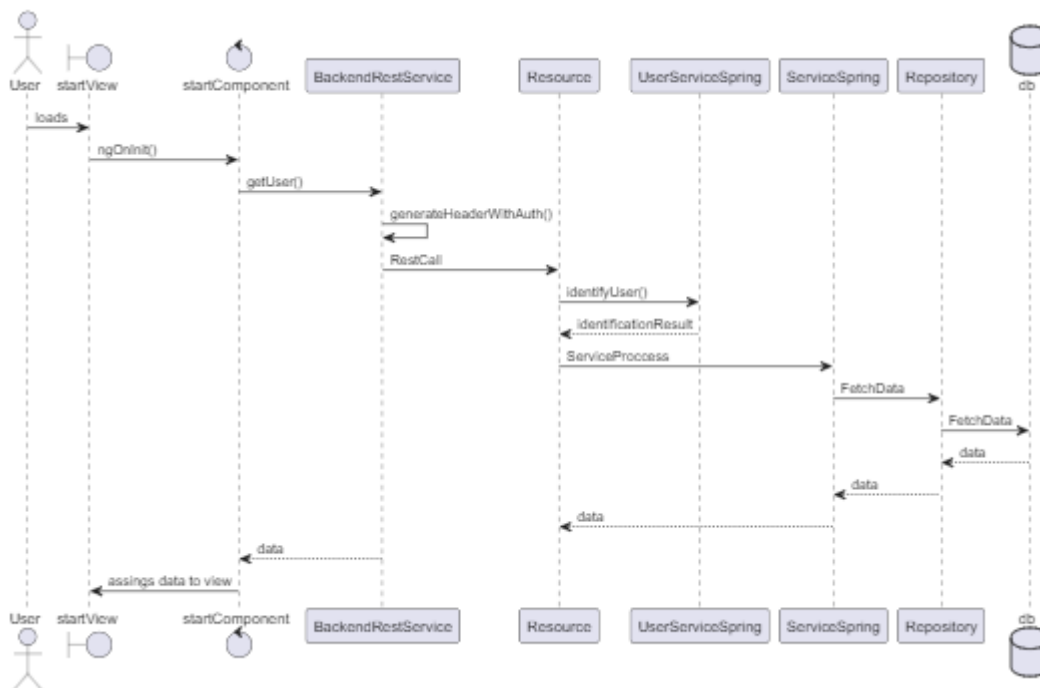 User
startView
startComponent
BackendRestService
Resource
UserServiceSpring
ServiceSpring
Repository
db
loads
ngOnInit()
getUser()
generateHeaderWithAuth()
RestCall
identifyUser()
identificationResult
ServiceProccess
FetchData
FetchData
data
data
data
data
assings data to view
User
startView
startComponent
BackendRestService
Resource
UserServiceSpring
ServiceSpring
Repository
db